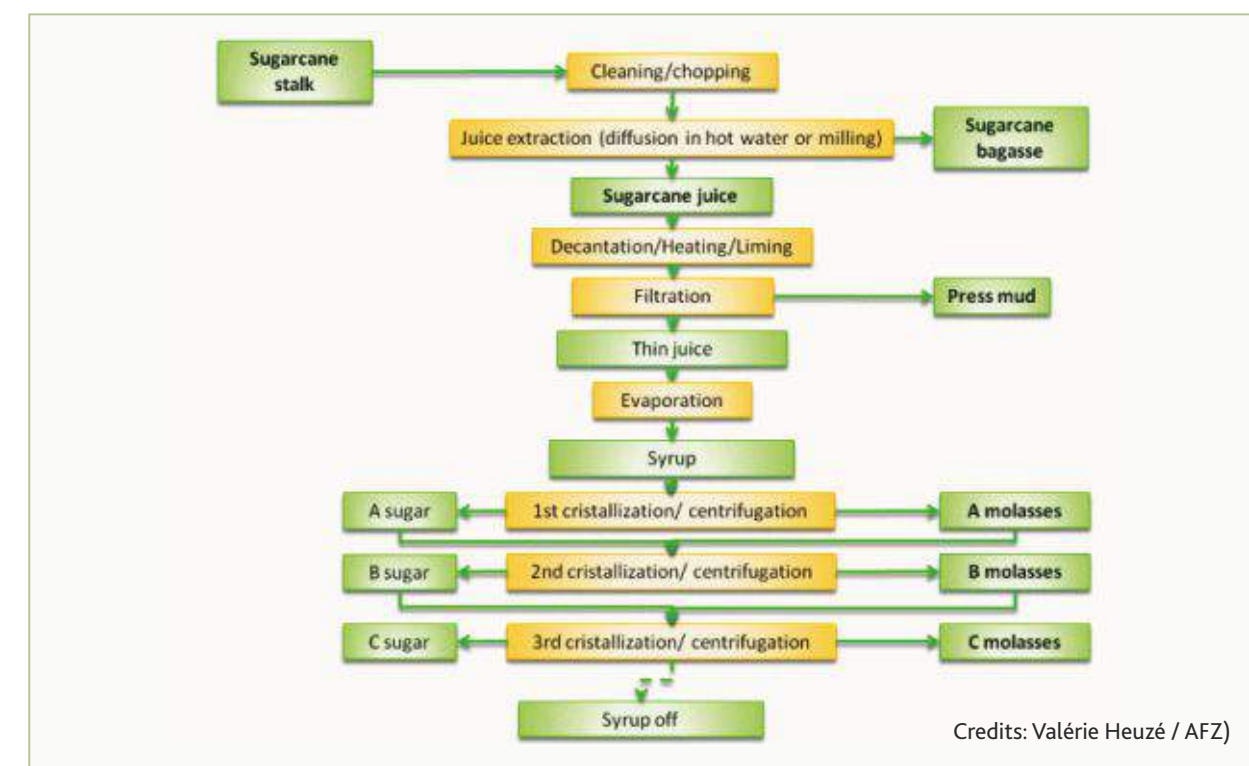 Sugarcane
stalk
Cleaning/chopping
Juice extraction (diffusion in hot water or milling)
Sugarcane
bagasse
Sugarcane juice
Decantation/Heating/Liming
Filtration
Press mud
Thin juice
Evaporation
Syrup
A sugar
1st cristallization/ centrifugation
A molasses
B sugar
2nd cristallization/ centrifugation
B molasses
C sugar
3rd cristallization/ centrifugation
C molasses
Syrup off
Credits: Valérie Heuzé / AFZ)